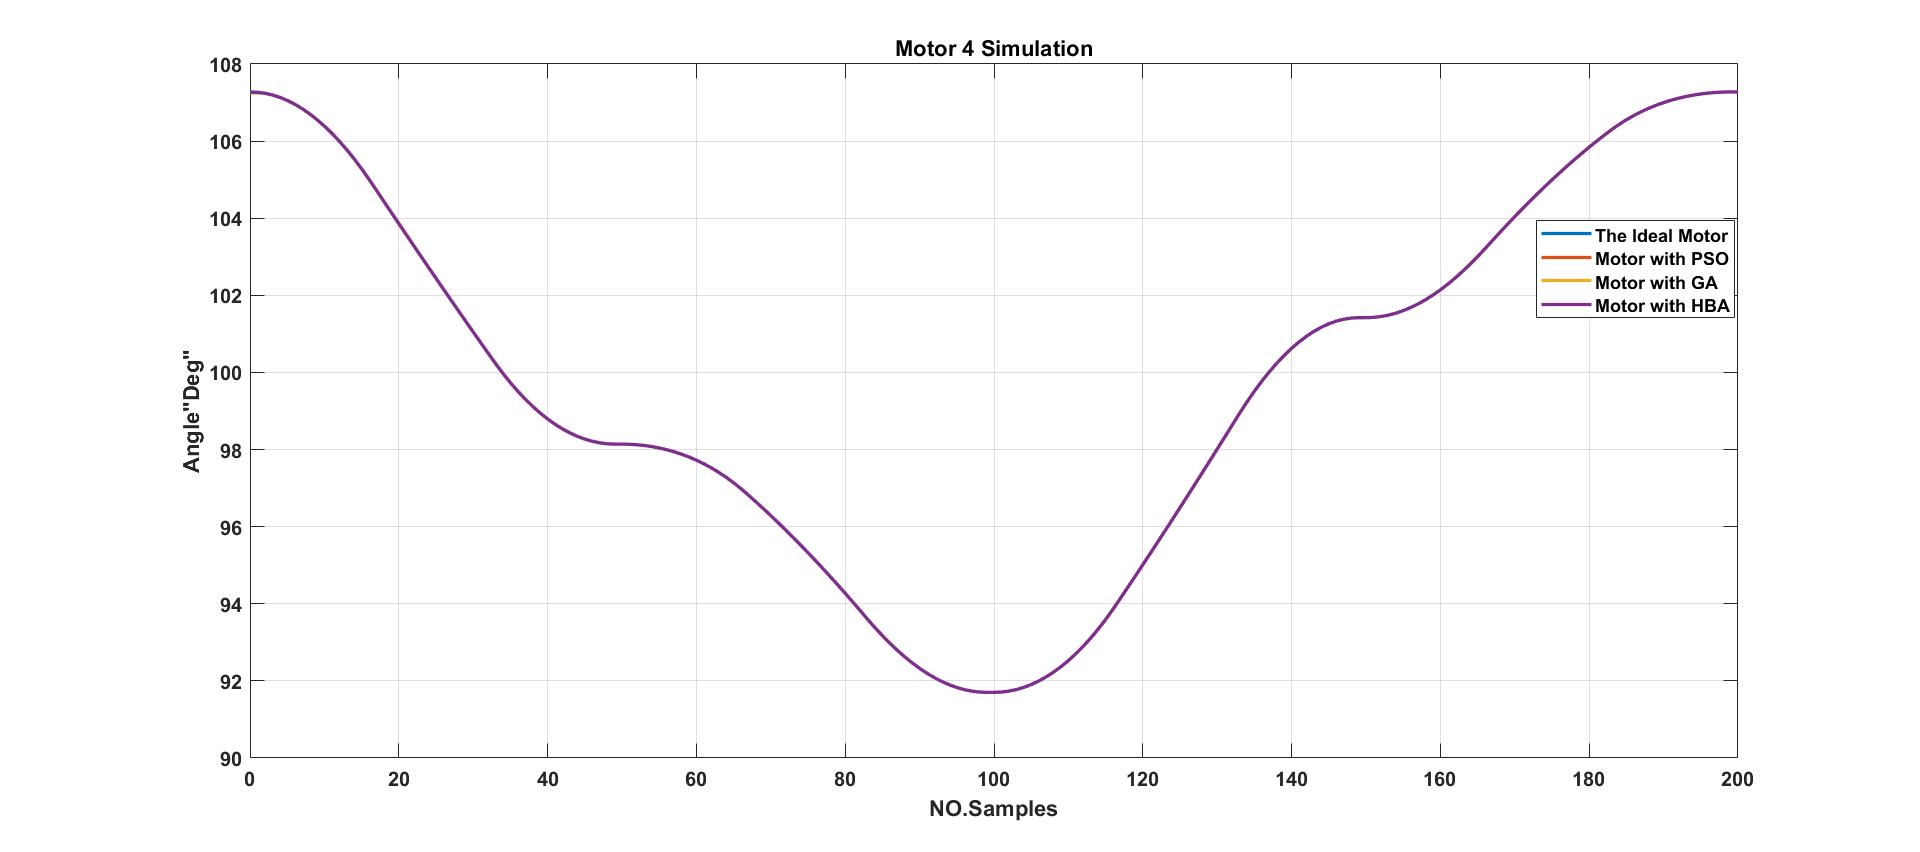 Motor 4 Simulation
108
106
104
102
100
98
96
94
92
90
Angle"Deg"
The Ideal Motor
Motor with PSO
Motor with GA
Motor with HBA
0 20 40 60 80 100 120 140 160 180 200
NO.Samples